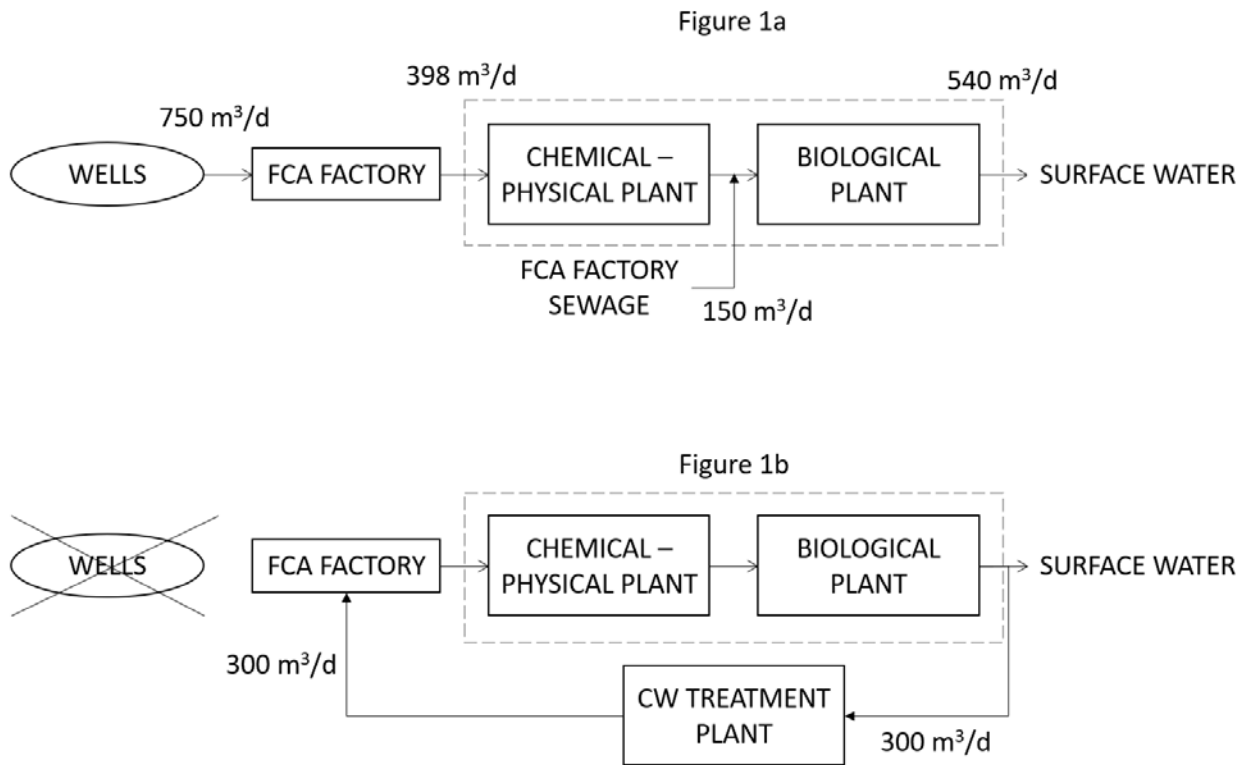 Figure 1a
398 m³/d
540 m³/d
750 m³/d
WELLS
FCA FACTORY
CHEMICAL –
PHYSICAL PLANT
BIOLOGICAL
PLANT
SURFACE WATER
FCA FACTORY
SEWAGE
150 m³/d
Figure 1b
WELLS
FCA FACTORY
CHEMICAL –
PHYSICAL PLANT
BIOLOGICAL
PLANT
SURFACE WATER
300 m³/d
CW TREATMENT
PLANT
300 m³/d